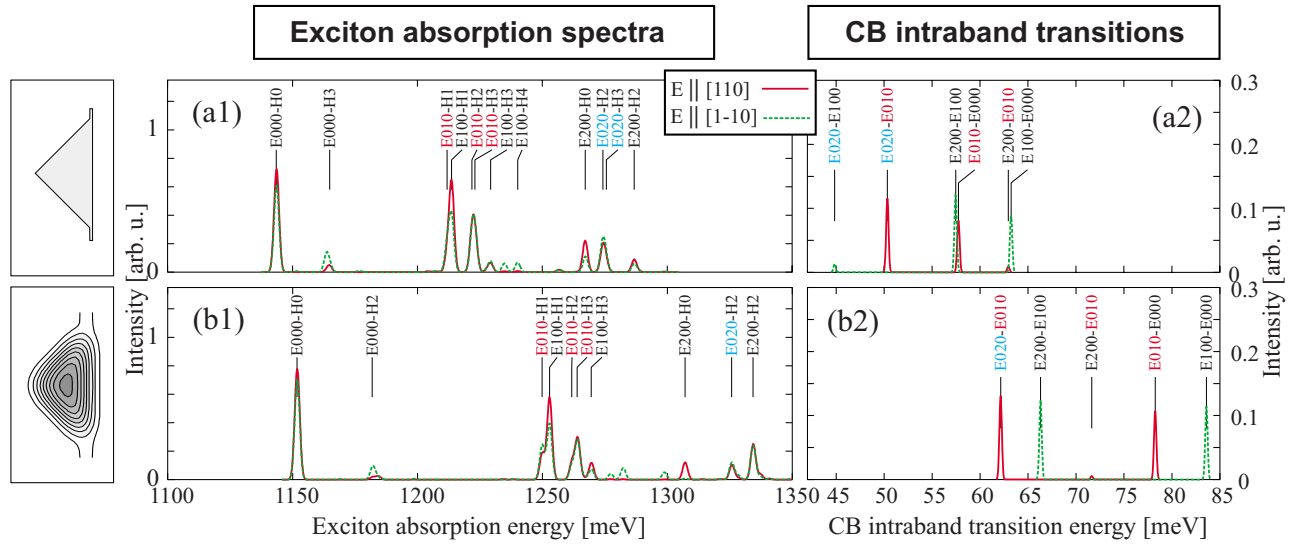 Exciton absorption spectra
CB intraband transitions
E || [110]
E || [1-10]
(a1)
E000-H0
E000-H3
E010-H1
E100-H1
E010-H2
E010-H3
E100-H3
E100-H4
E200-H0
E020-H2
E020-H3
E200-H2
1
0
(a2)
E020-E100
E020-E010
E200-E100
E010-E000
E200-E010
E100-E000
0.3
0.2
0.1
0
Intensity [arb. u.]
Intensity [arb. u.]
(b1)
E000-H0
E000-H2
E010-H1
E100-H1
E010-H2
E010-H3
E100-H3
E200-H0
E020-H2
E200-H2
1
0
(b2)
E020-E010
E200-E100
E200-E010
E010-E000
E100-E000
0.3
0.2
0.1
0
1100 1150 1200 1250 1300 1350
45 50 55 60 65 70 75 80 85
Exciton absorption energy [meV]
CB intraband transition energy [meV]